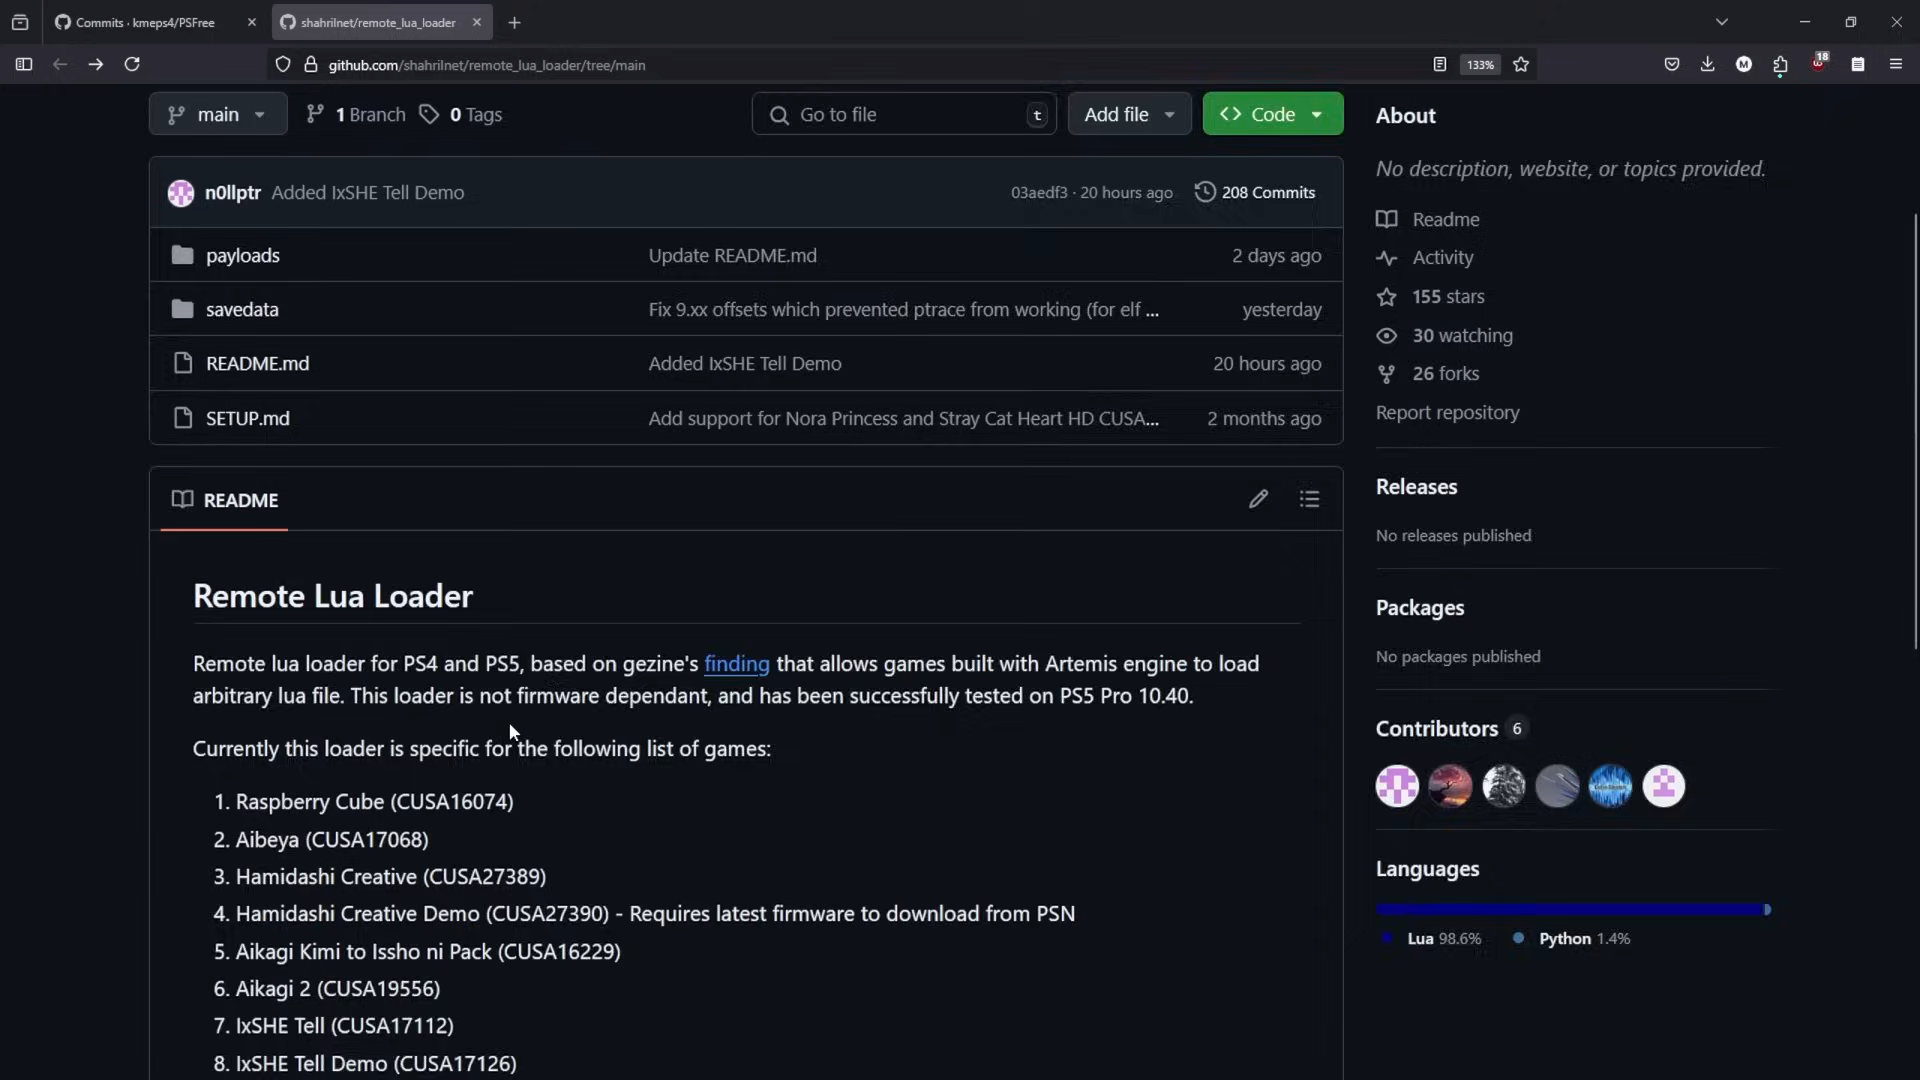 Commits · kmeps4/PSFree
shahrilnet/remote_lua_loader
github.com/shahrilnet/remote_lua_loader/tree/main
133%
M
18
main
1 Branch
0 Tags
Go to file
t
Add file
Code
n0llptr Added IxSHE Tell Demo
03aedf3 · 20 hours ago
208 Commits
payloads Update README.md 2 days ago
savedata Fix 9.xx offsets which prevented ptrace from working (for elf ... yesterday
README.md Added IxSHE Tell Demo 20 hours ago
SETUP.md Add support for Nora Princess and Stray Cat Heart HD CUSA... 2 months ago
README
Remote Lua Loader
Remote lua loader for PS4 and PS5, based on gezine's finding that allows games built with Artemis engine to load
arbitrary lua file. This loader is not firmware dependant, and has been successfully tested on PS5 Pro 10.40.
Currently this loader is specific for the following list of games:
1. Raspberry Cube (CUSA16074)
2. Aibeya (CUSA17068)
3. Hamidashi Creative (CUSA27389)
4. Hamidashi Creative Demo (CUSA27390) - Requires latest firmware to download from PSN
5. Aikagi Kimi to Issho ni Pack (CUSA16229)
6. Aikagi 2 (CUSA19556)
7. IxSHE Tell (CUSA17112)
8. IxSHE Tell Demo (CUSA17126)
About
No description, website, or topics provided.
Readme
Activity
155 stars
30 watching
26 forks
Report repository
Releases
No releases published
Packages
No packages published
Contributors 6
Languages
Lua 98.6% Python 1.4%